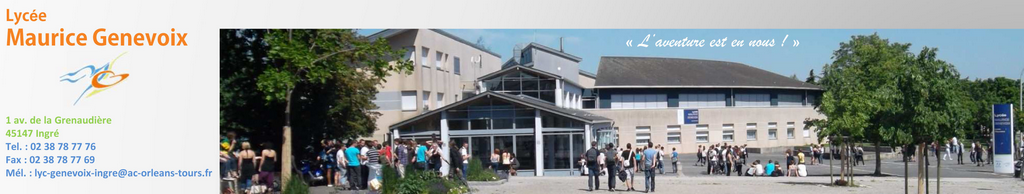 Lycée
Maurice Genevoix
1 av. de la Grenaudière
45147 Ingré
Tel. : 02 38 78 77 76
Fax : 02 38 78 77 69
Mél. : lyc-genevoix-ingre@ac-orleans-tours.fr
« L'aventure est en nous ! »
Lycée